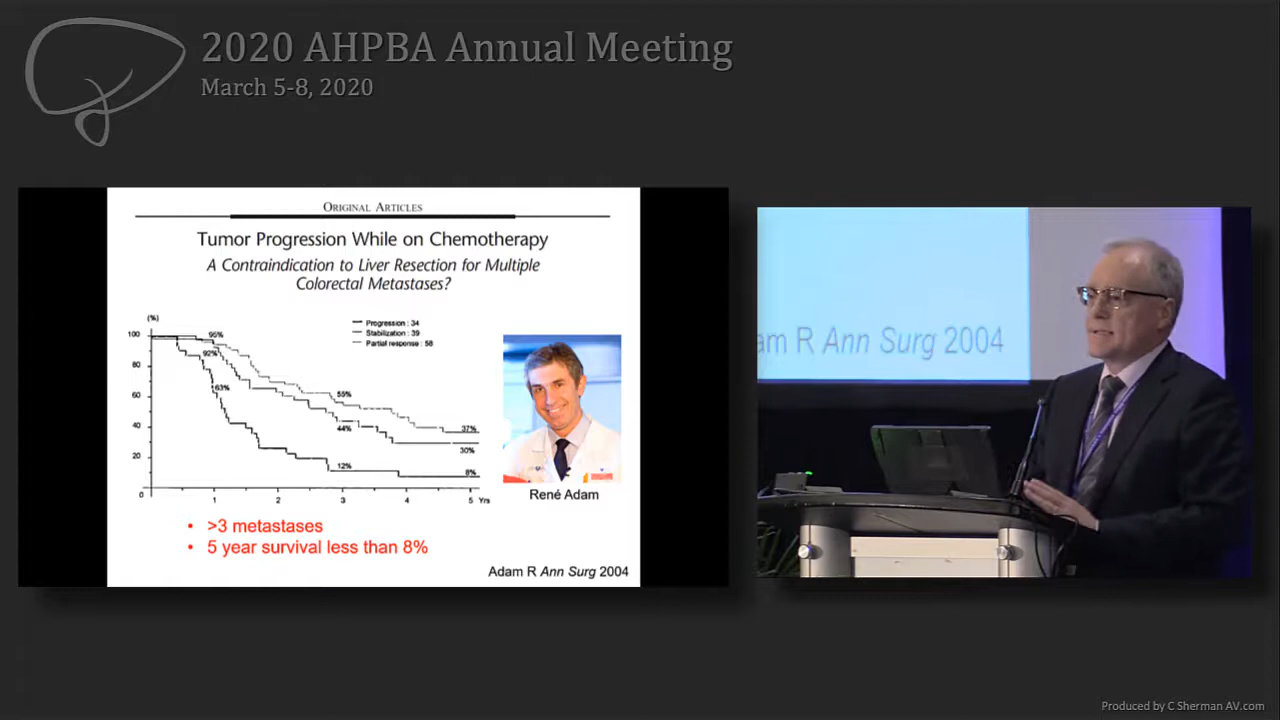 2020 AHPBA Annual Meeting
March 5-8, 2020
ORIGINAL ARTICLES
Tumor Progression While on Chemotherapy
A Contraindication to Liver Resection for Multiple
Colorectal Metastases?
(%)
100
80
60
40
20
0
1
2
3
4
5 Yrs
Progression : 34
Stabilization : 39
Partial response : 58
95%
92%
63%
55%
44%
12%
37%
30%
8%
René Adam
• >3 metastases
• 5 year survival less than 8%
Adam R Ann Surg 2004
am R Ann Surg 2004
Produced by C Sherman AV.com